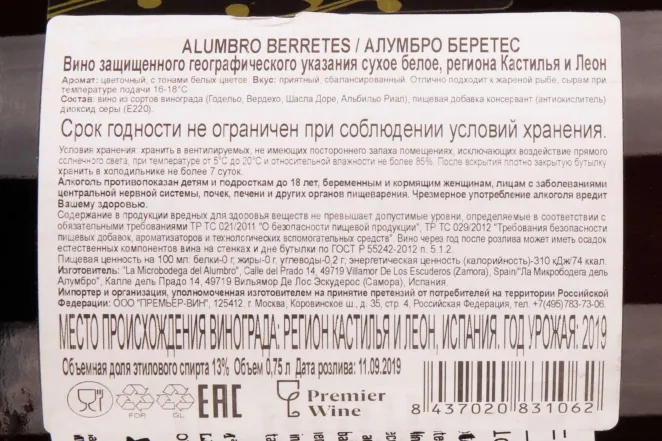 ALUMBRO BERRETES / АЛУМБРО БЕРЕТЕС
Вино защищенного географического указания сухое белое, региона Кастилья и Леон
Аромат: цветочный, с тонами белых цветов. Вкус: приятный, сбалансированный. Отлично подходит к жареной рыбе, сырам при
температуре подачи 16-18°С
Состав: вино из сортов винограда (Годельо, Вердехо, Шасла Доре, Альбильо Риал), пищевая добавка консервант (антиокислитель)
диоксид серы (Е220).
Срок годности не ограничен при соблюдении условий хранения.
Условия хранения: хранить в вентилируемых, не имеющих постороннего запаха помещениях, исключающих воздействие прямого
солнечного света, при температуре от 5°С до 20°С и относительной влажности не более 85%. После вскрытия плотно закрытую бутылку
хранить в холодильнике не более 7 суток.
Алкоголь противопоказан детям и подросткам до 18 лет, беременным и кормящим женщинам, лицам с заболеваниями
центральной нервной системы, почек, печени и других органов пищеварения. Чрезмерное употребление алкоголя вредит
Вашему здоровью.
Содержание в продукции вредных для здоровья веществ не превышает допустимые уровни, определяемые в соответствии с
обязательными требованиями ТР ТС 021/2011 "О безопасности пищевой продукции", ТР ТС 029/2012 "Требования безопасности
пищевых добавок, ароматизаторов и технологических вспомогательных средств". Вино через год после розлива может иметь осадок
естественных компонентов вина на стенках и дне бутылки по ГОСТ Р 55242-2012 п. 5.1.2.
Пищевая ценность на 100 мл: белки-0 г, жиры-0 г, углеводы-0,2 г; энергетическая ценность (калорийность)-310 кДж/74 ккал.
Изготовитель: "La Microbodega del Alumbro", Calle del Prado 14, 49719 Villamor De Los Escuderos (Zamora), Spain/"Ла Микрободега дель
Алумбро", Калле дель Прадо 14, 49719 Вильямор Де Лос Эскудерос (Самора), Испания.
Импортер и организация, уполномоченная изготовителем на принятие претензий от потребителей на территории Российской
Федерации: ООО "ПРЕМЬЕР-ВИН", 125412, г. Москва, Коровинское ш., д. 35, стр. 4, Российская Федерация, тел. +7(495)783-73-06.
МЕСТО ПРОИСХОЖДЕНИЯ ВИНОГРАДА: РЕГИОН КАСТИЛЬЯ И ЛЕОН, ИСПАНИЯ. ГОД УРОЖАЯ: 2019
Объемная доля этилового спирта 13% Объем 0,75 л Дата розлива: 11.09.2019
FOR GL EAC Premier
Wine
8 437020 831062